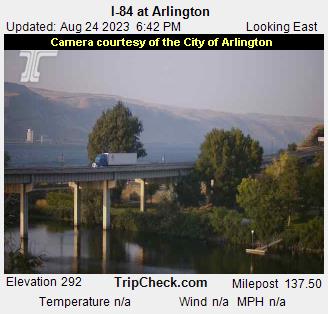 I-84 at Arlington
Updated: Aug 24 2023 6:42 PM Looking East
Camera courtesy of the City of Arlington
Elevation 292 TripCheck.com Milepost 137.50
Temperature n/a Wind n/a MPH n/a